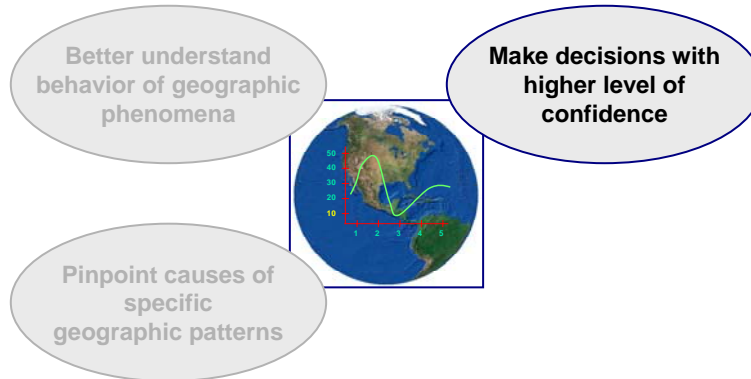 Better understand
behavior of geographic
phenomena
Make decisions with
higher level of
confidence
50
40
30
20
10
1 2 3 4 5
Pinpoint causes of
specific
geographic patterns